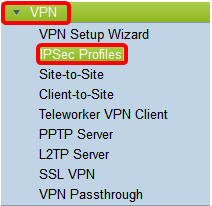 VPN
VPN Setup Wizard
IPSec Profiles
Site-to-Site
Client-to-Site
Teleworker VPN Client
PPTP Server
L2TP Server
SSL VPN
VPN Passthrough